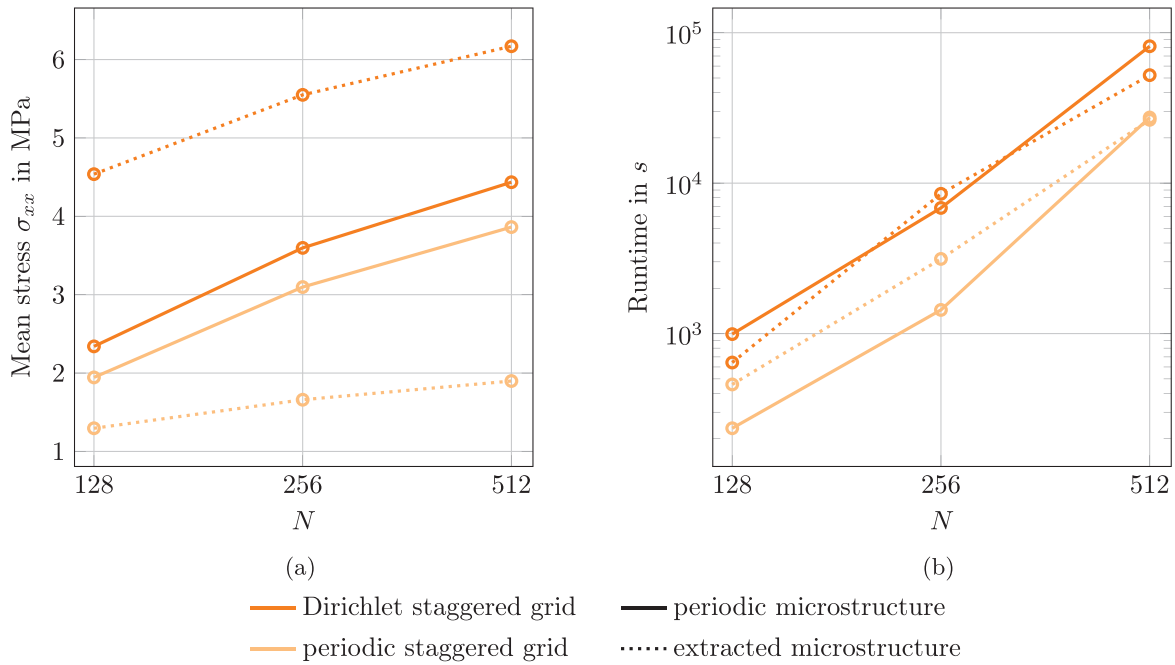 Mean stress σxx in MPa
6
5
4
3
2
1
128 256 512
N
(a)
Runtime in s
10^5
10^4
10^3
128 256 512
N
(b)
Dirichlet staggered grid periodic microstructure
periodic staggered grid extracted microstructure